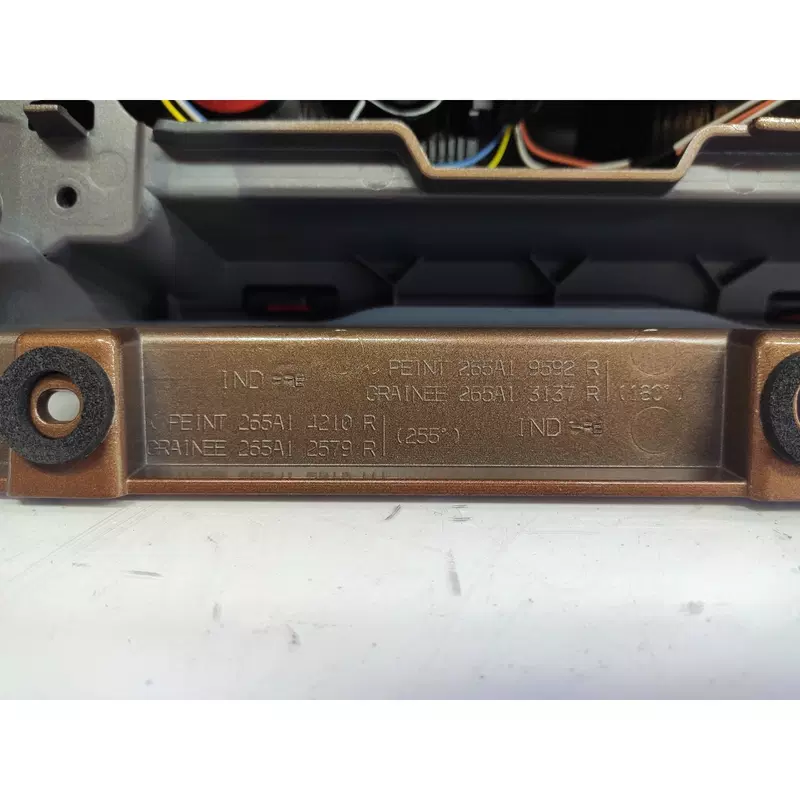 IND
PEINT 265A1 9592 R
GRAINEE 265A1 3137 R (180°)
PEINT 265A1 4210 R
GRAINEE 265A1 2579 R (255°)
IND